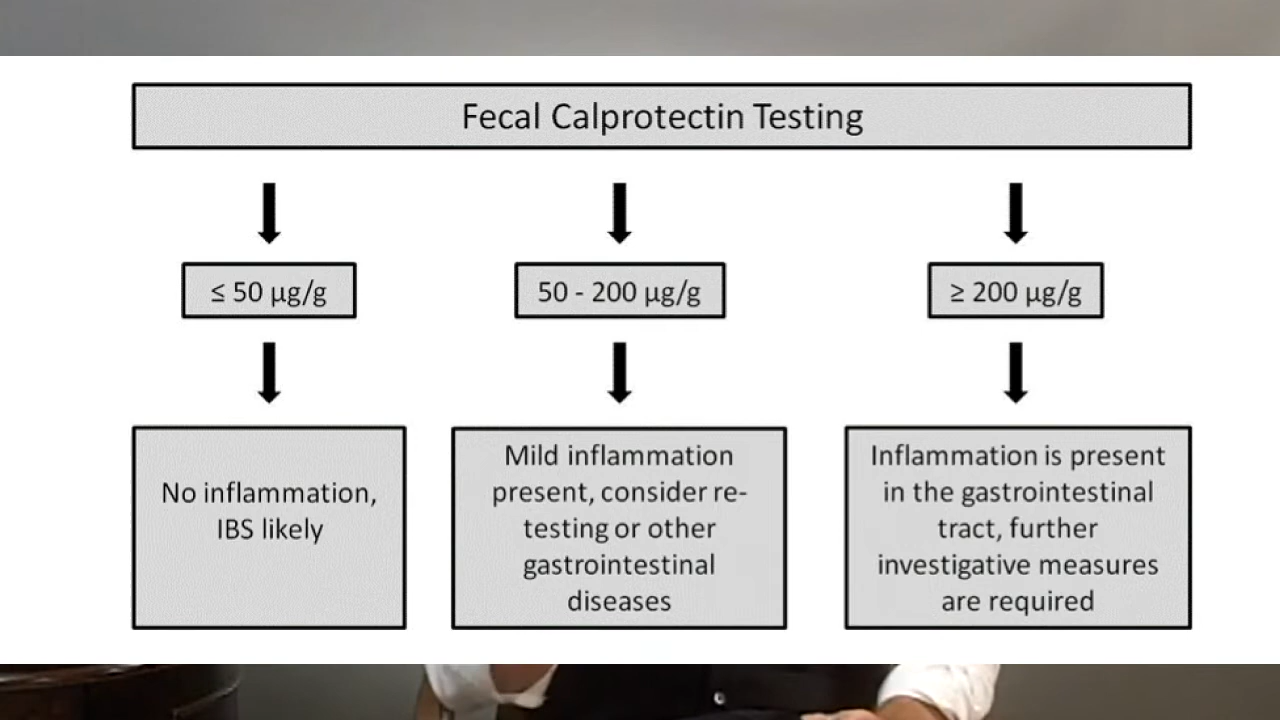 Fecal Calprotectin Testing
≤ 50 µg/g
50 - 200 µg/g
≥ 200 µg/g
No inflammation,
IBS likely
Mild inflammation
present, consider re-
testing or other
gastrointestinal
diseases
Inflammation is present
in the gastrointestinal
tract, further
investigative measures
are required